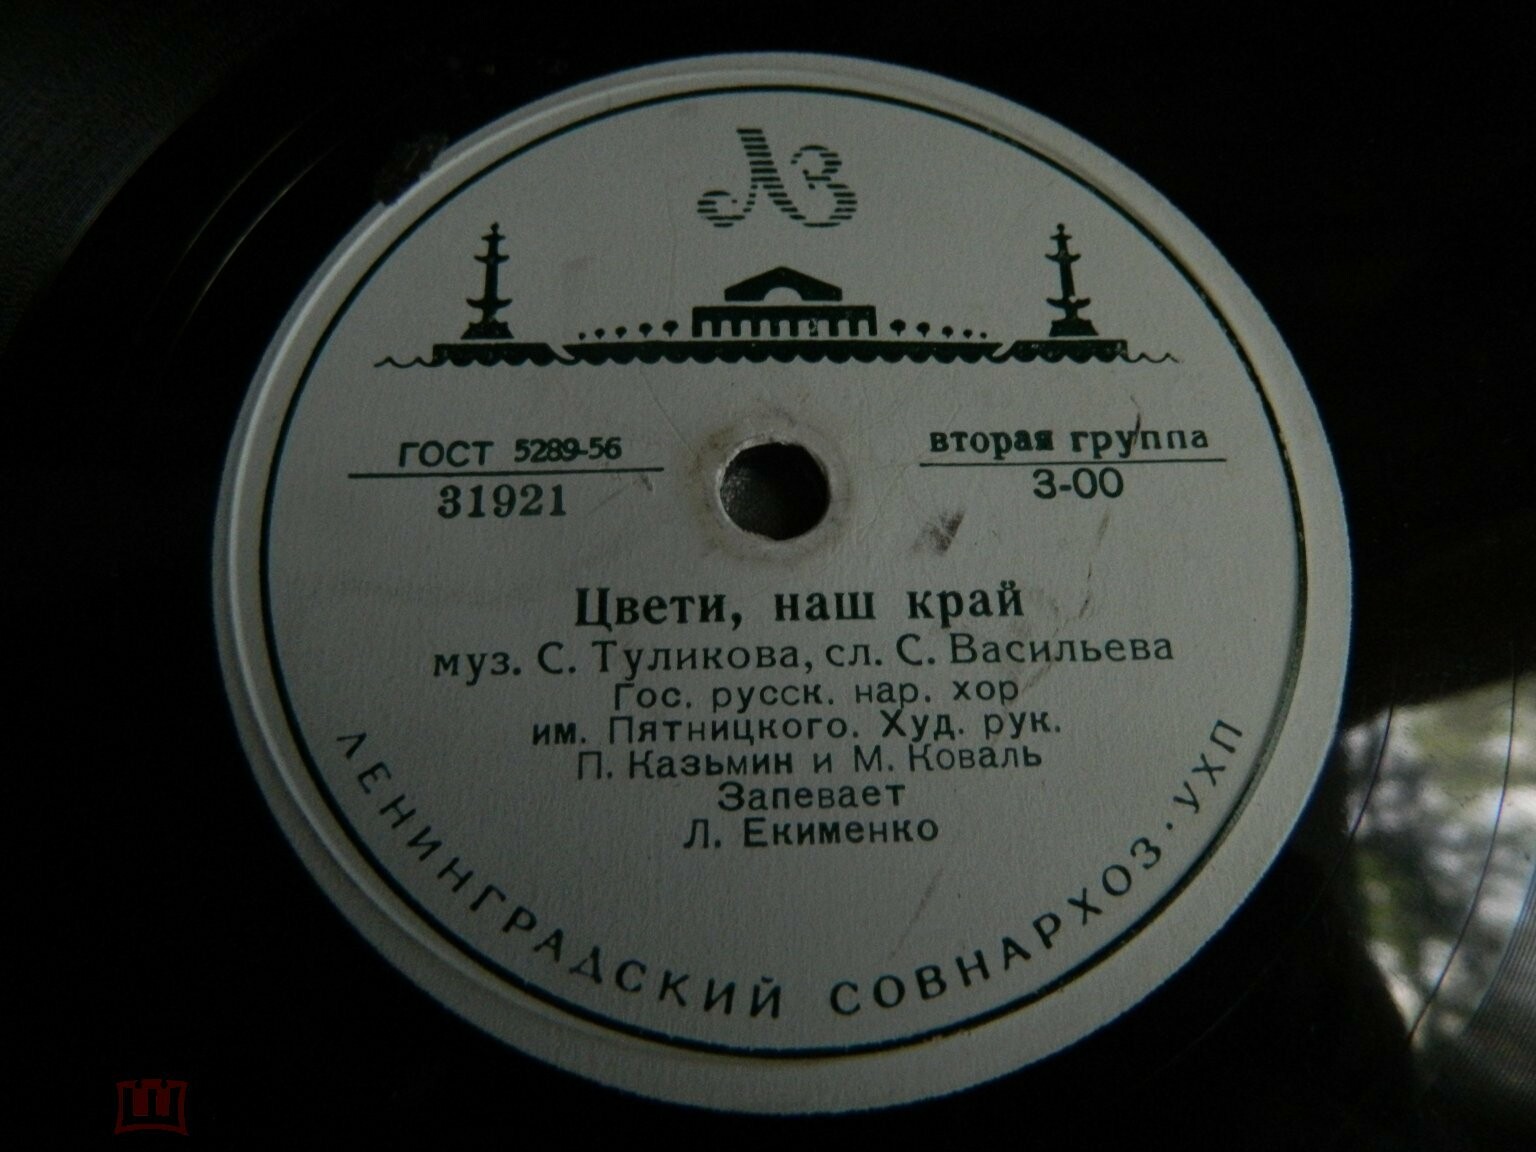 ЛЗ
ГОСТ 5289-56
31921
вторая группа
3-00
Цвети, наш край
муз. С. Туликова, сл. С. Васильева
Гос. русск. нар. хор
им. Пятницкого. Худ. рук.
П. Казьмин и М. Коваль
Запевает
Л. Екименко
ЛЕНИНГРАДСКИЙ СОВНАРХОЗ · УХП